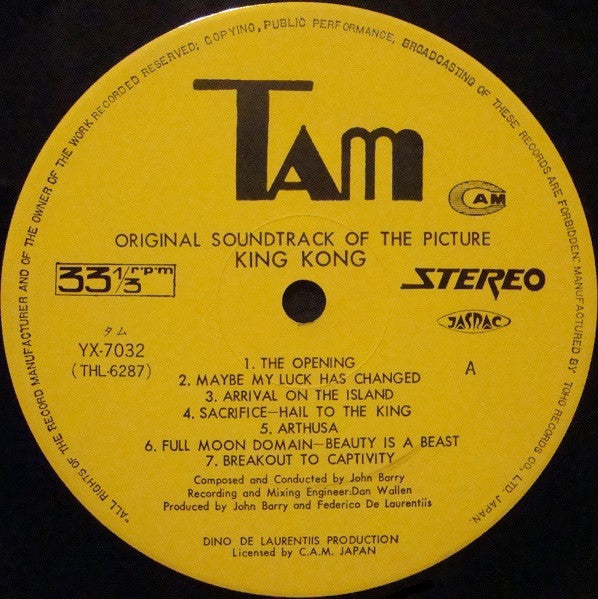 "ALL RIGHTS OF THE RECORD MANUFACTURER AND OF THE OWNER OF THE WORK RECORDED RESERVED; COPYING, PUBLIC PERFORMANCE, BROADCASTING OF THESE RECORDS ARE FORBIDDEN." MANUFACTURED BY TOHO RECORDS CO., LTD. JAPAN.
TAM
CAM
ORIGINAL SOUNDTRACK OF THE PICTURE
KING KONG
33 1/3 r·p·m
STEREO
JASRAC
タム
YX-7032
(THL-6287)
A
1. THE OPENING
2. MAYBE MY LUCK HAS CHANGED
3. ARRIVAL ON THE ISLAND
4. SACRIFICE—HAIL TO THE KING
5. ARTHUSA
6. FULL MOON DOMAIN—BEAUTY IS A BEAST
7. BREAKOUT TO CAPTIVITY
Composed and Conducted by John Barry
Recording and Mixing Engineer:Dan Wallen
Produced by John Barry and Federico De Laurentiis
DINO DE LAURENTIIS PRODUCTION
Licensed by C.A.M. JAPAN